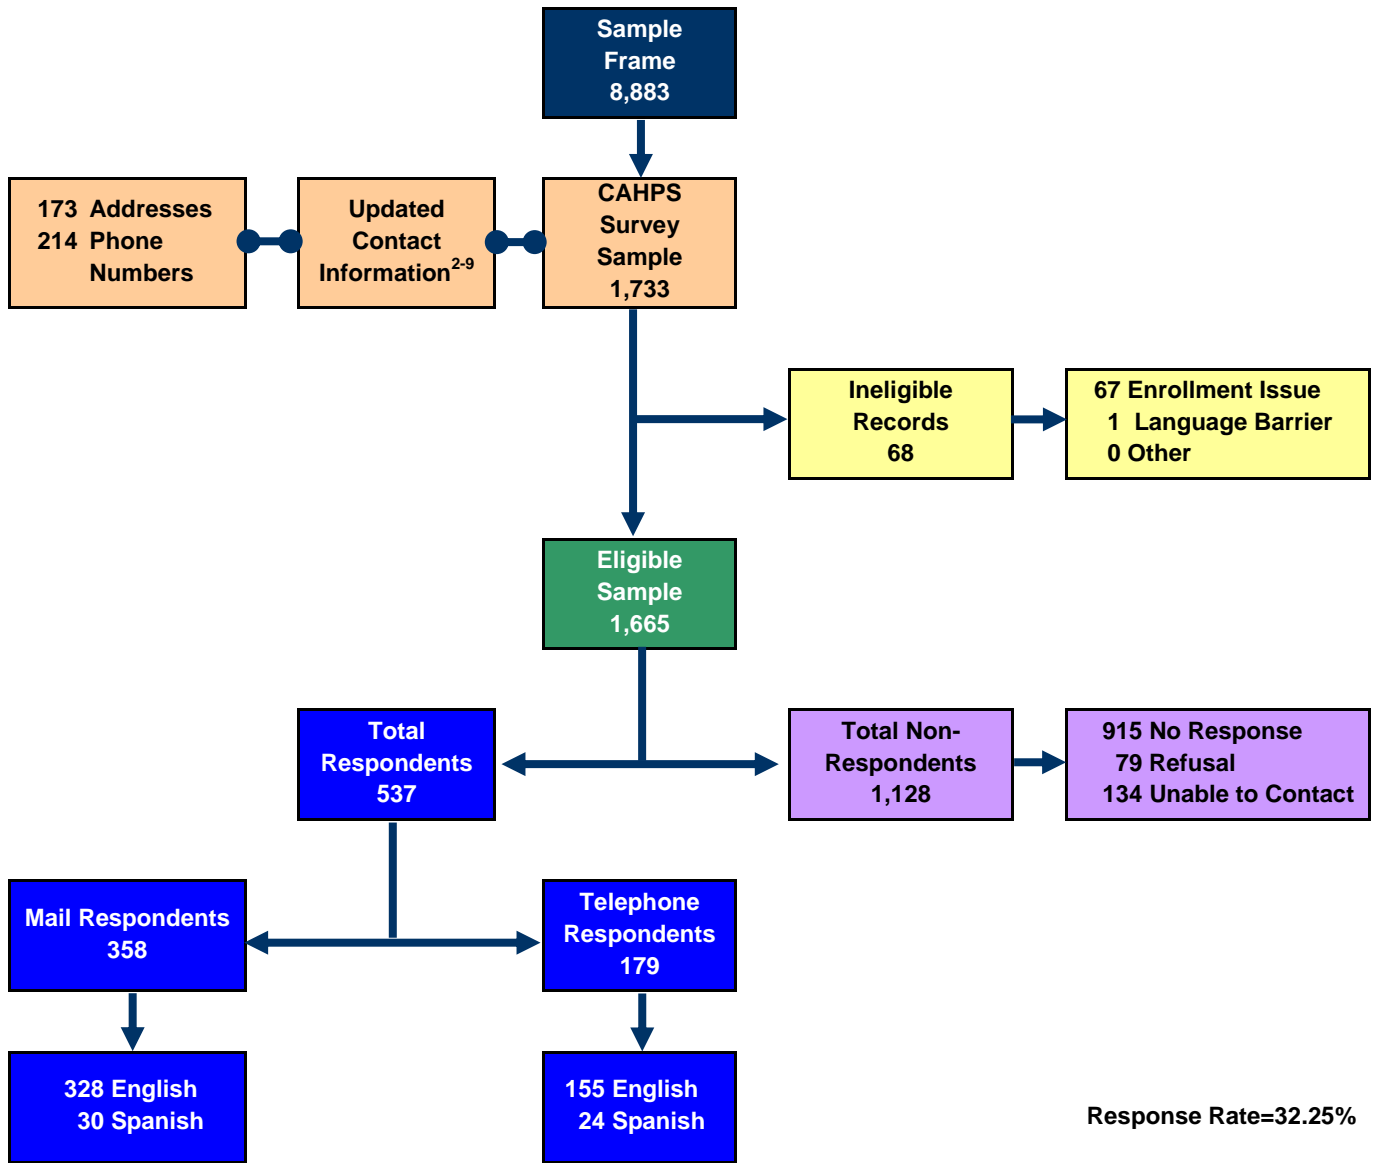 Sample
Frame
8,883
173 Addresses
214 Phone
Numbers
Updated
Contact
Information2-9
CAHPS
Survey
Sample
1,733
Ineligible
Records
68
67 Enrollment Issue
1 Language Barrier
0 Other
Eligible
Sample
1,665
Total
Respondents
537
Total Non-
Respondents
1,128
915 No Response
79 Refusal
134 Unable to Contact
Mail Respondents
358
Telephone
Respondents
179
328 English
30 Spanish
155 English
24 Spanish
Response Rate=32.25%